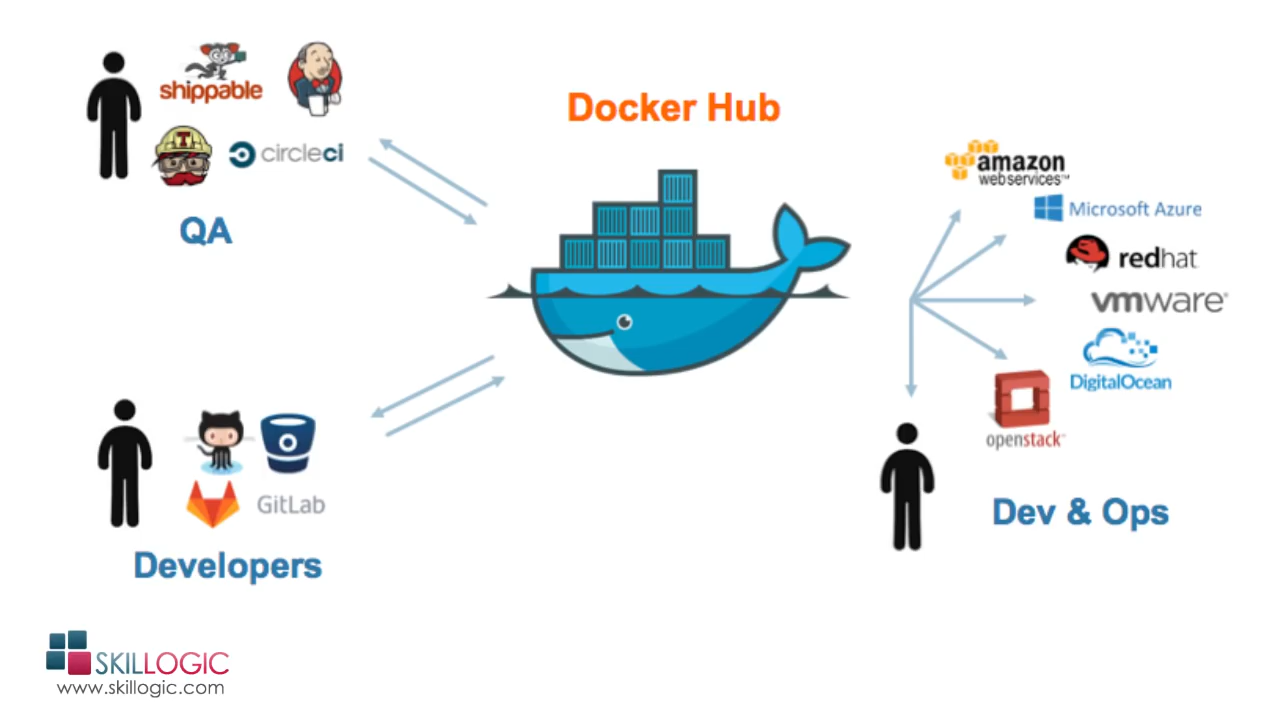 shippable
T
circleci
QA
Docker Hub
amazon
webservices™
Microsoft Azure
redhat
vmware®
DigitalOcean
openstack™
Dev & Ops
GitLab
Developers
SKILLOGIC
www.skillogic.com